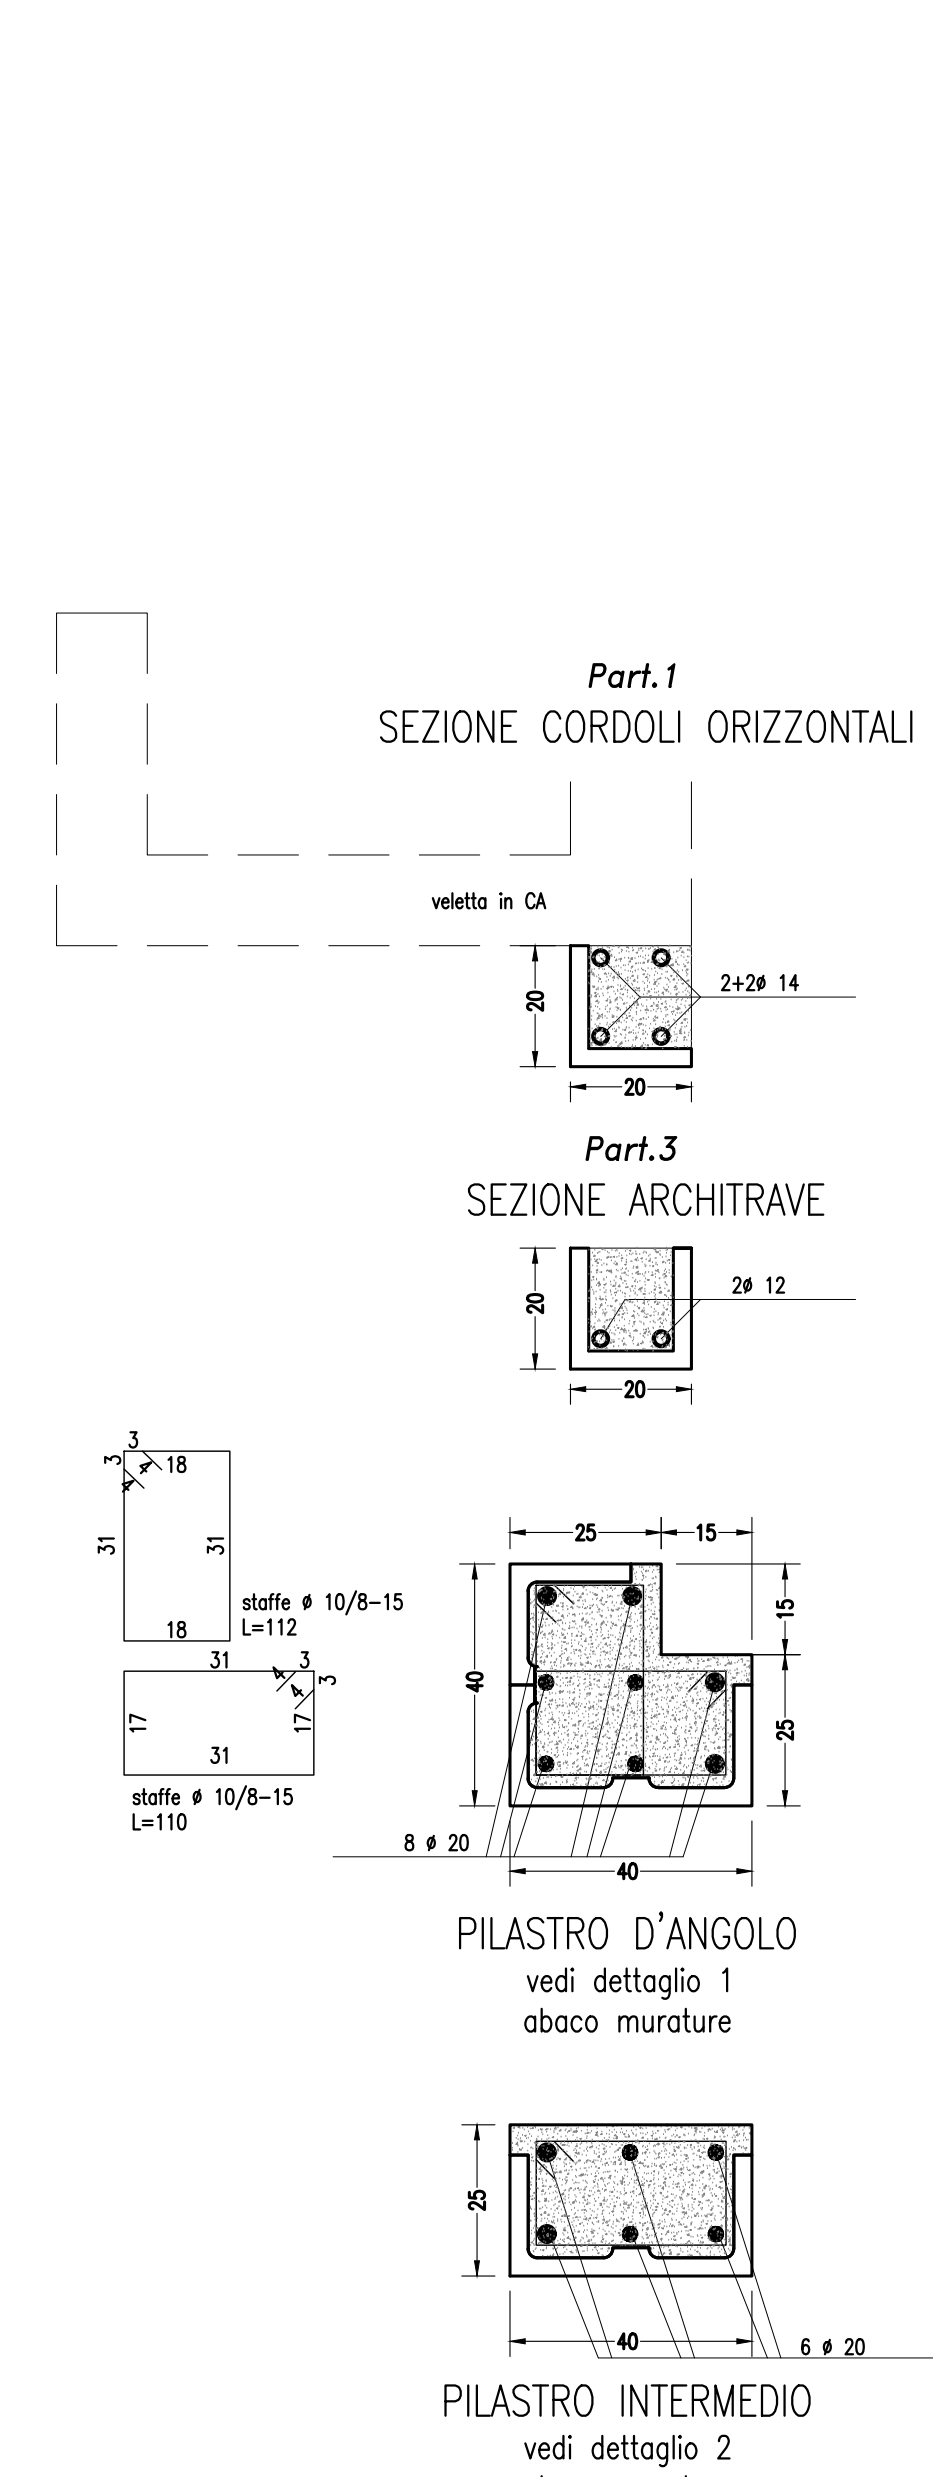 Part.1
SEZIONE CORDOLI ORIZZONTALI
veletta in CA
20
2+2ø 14
20
Part.3
SEZIONE ARCHITRAVE
20
2ø 12
20
3
3
4
4
18
31
31
18
staffe ø 10/8-15
L=112
31
3
4
4
3
17
17
31
staffe ø 10/8-15
L=110
25
15
15
40
25
8 ø 20
40
PILASTRO D'ANGOLO
vedi dettaglio 1
abaco murature
25
40
6 ø 20
PILASTRO INTERMEDIO
vedi dettaglio 2